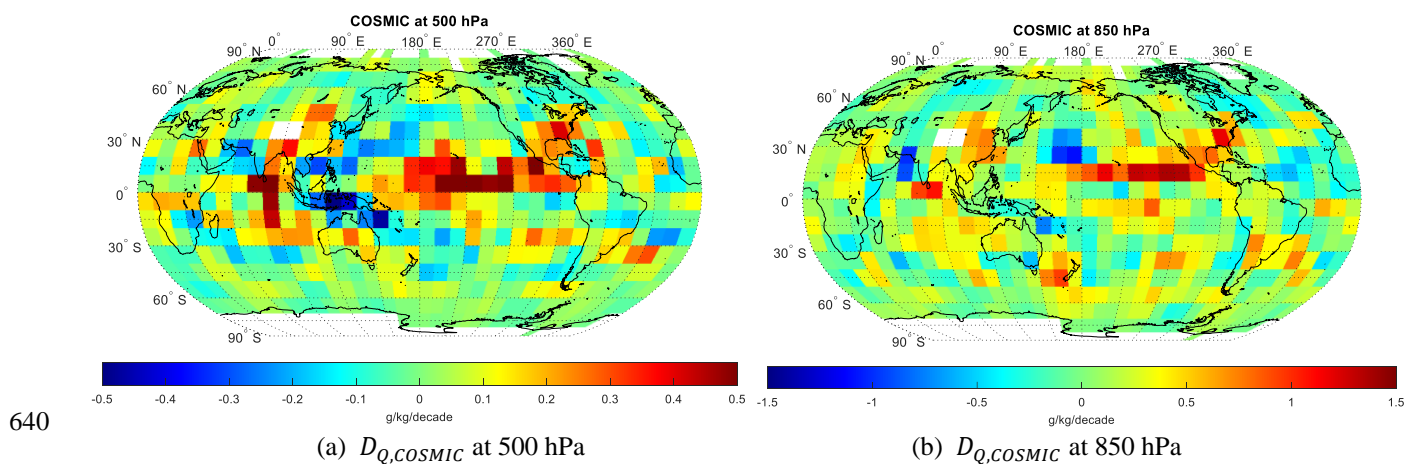 COSMIC at 500 hPa
0° 90° E 180° E 270° E 360° E
90° N
60° N
30° N
0°
30° S
60° S
90° S
-0.5 -0.4 -0.3 -0.2 -0.1 0 0.1 0.2 0.3 0.4 0.5
g/kg/decade
COSMIC at 850 hPa
0° 90° E 180° E 270° E 360° E
90° N
60° N
30° N
0°
30° S
60° S
90° S
-1.5 -1 -0.5 0 0.5 1 1.5
g/kg/decade
640
(a) D_{Q,COSMIC} at 500 hPa
(b) D_{Q,COSMIC} at 850 hPa